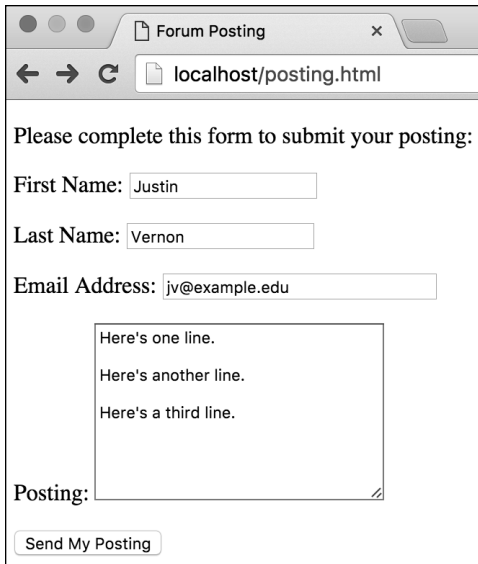 Forum Posting
localhost/posting.html
Please complete this form to submit your posting:
First Name: Justin
Last Name: Vernon
Email Address: jv@example.edu
Here's one line.
Here's another line.
Here's a third line.
Posting:
Send My Posting